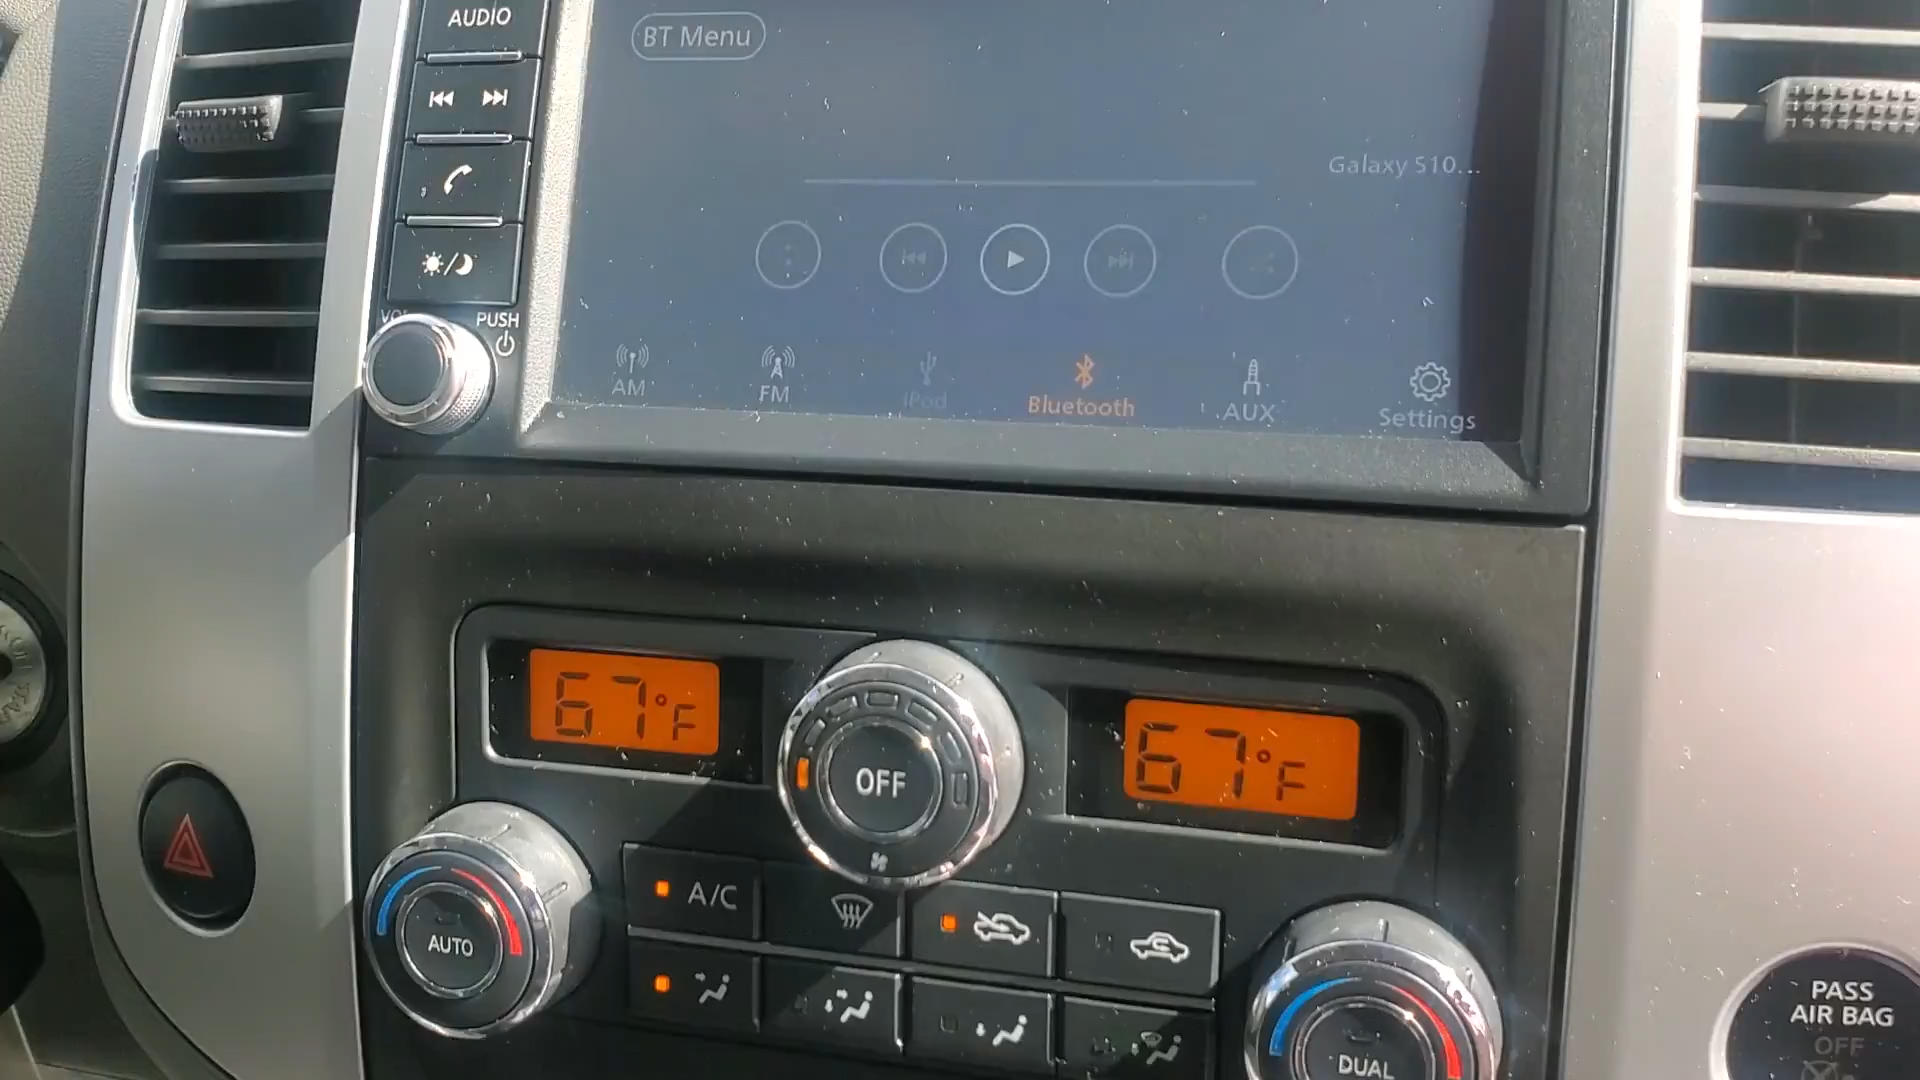 AUDIO
BT Menu
Galaxy S10...
VOL
PUSH
AM
FM
iPod
Bluetooth
AUX
Settings
67°F
67°F
OFF
A/C
AUTO
DUAL
PASS
AIR BAG
OFF